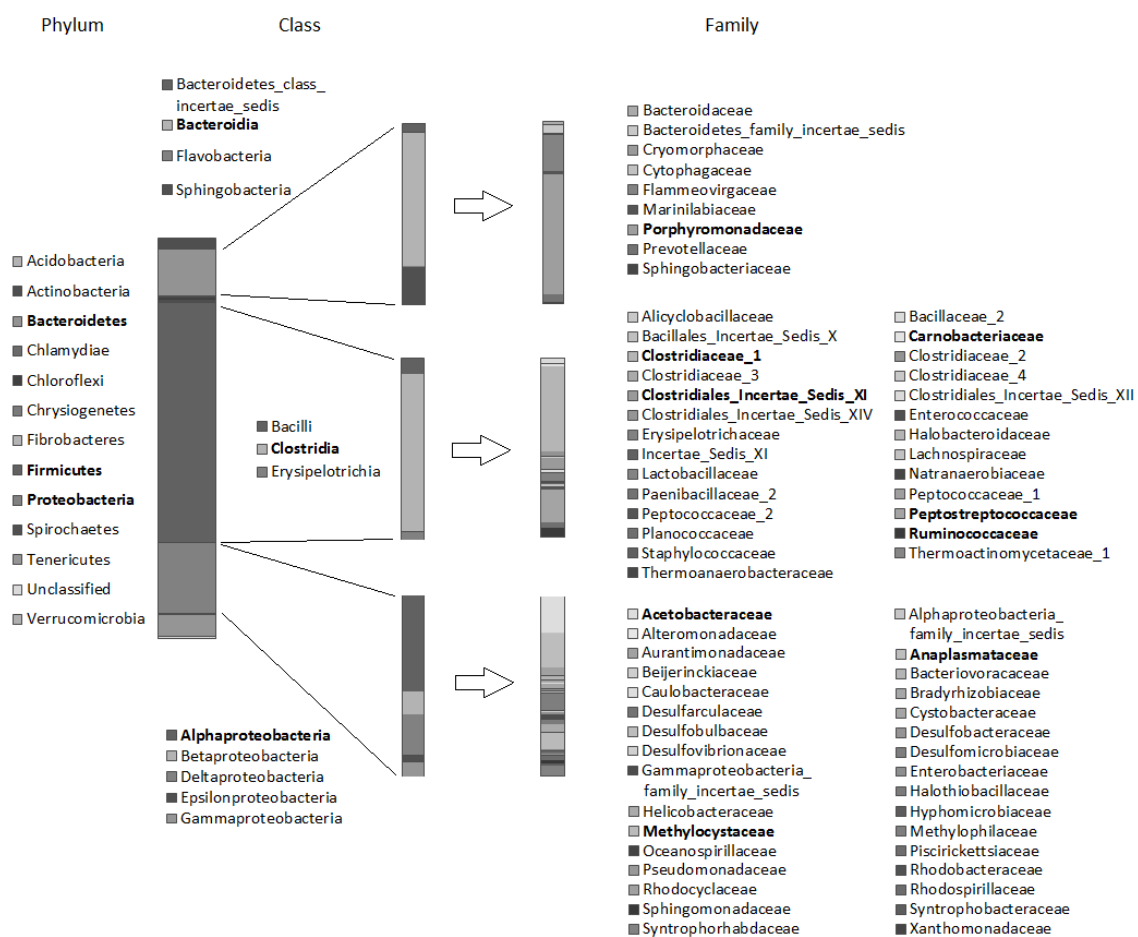 Phylum
Class
Family
Bacteroidetes_class_
incertae_sedis
Bacteroidia
Flavobacteria
Sphingobacteria
Bacteroidaceae
Bacteroidetes_family_incertae_sedis
Cryomorphaceae
Cytophagaceae
Flammeovirgaceae
Marinilabiaceae
Porphyromonadaceae
Prevotellaceae
Sphingobacteriaceae
Acidobacteria
Actinobacteria
Bacteroidetes
Chlamydiae
Chloroflexi
Chrysiogenetes
Fibrobacteres
Firmicutes
Proteobacteria
Spirochaetes
Tenericutes
Unclassified
Verrucomicrobia
Bacilli
Clostridia
Erysipelotrichia
Alicyclobacillaceae
Bacillales_Incertae_Sedis_X
Clostridiaceae_1
Clostridiaceae_3
Clostridiales_Incertae_Sedis_XI
Clostridiales_Incertae_Sedis_XIV
Erysipelotrichaceae
Incertae_Sedis_XI
Lactobacillaceae
Paenibacillaceae_2
Peptococcaceae_2
Planococcaceae
Staphylococcaceae
Thermoanaerobacteraceae
Bacillaceae_2
Carnobacteriaceae
Clostridiaceae_2
Clostridiaceae_4
Clostridiales_Incertae_Sedis_XII
Enterococcaceae
Halobacteroidaceae
Lachnospiraceae
Natranaerobiaceae
Peptococcaceae_1
Peptostreptococcaceae
Ruminococcaceae
Thermoactinomycetaceae_1
Alphaproteobacteria
Betaproteobacteria
Deltaproteobacteria
Epsilonproteobacteria
Gammaproteobacteria
Acetobacteraceae
Alteromonadaceae
Aurantimonadaceae
Beijerinckiaceae
Caulobacteraceae
Desulfarculaceae
Desulfobulbaceae
Desulfovibrionaceae
Gammaproteobacteria_
family_incertae_sedis
Helicobacteraceae
Methylocystaceae
Oceanospirillaceae
Pseudomonadaceae
Rhodocyclaceae
Sphingomonadaceae
Syntrophorhabdaceae
Alphaproteobacteria_
family_incertae_sedis
Anaplasmataceae
Bacteriovoracaceae
Bradyrhizobiaceae
Cystobacteraceae
Desulfobacteraceae
Desulfomicrobiaceae
Enterobacteriaceae
Halothiobacillaceae
Hyphomicrobiaceae
Methylophilaceae
Piscirickettsiaceae
Rhodobacteraceae
Rhodospirillaceae
Syntrophobacteraceae
Xanthomonadaceae